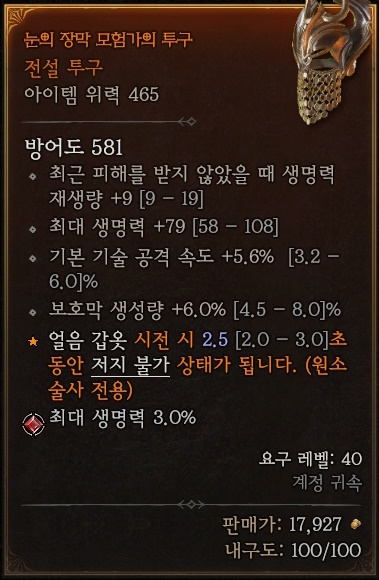 눈의 장막 모험가의 투구
전설 투구
아이템 위력 465
방어도 581
최근 피해를 받지 않았을 때 생명력
재생량 +9 [9 – 19]
최대 생명력 +79 [58 – 108]
기본 기술 공격 속도 +5.6% [3.2 –
6.0]%
보호막 생성량 +6.0% [4.5 – 8.0]%
얼음 갑옷 시전 시 2.5 [2.0 – 3.0]초
동안 저지 불가 상태가 됩니다. (원소
술사 전용)
최대 생명력 3.0%
요구 레벨: 40
계정 귀속
판매가: 17,927
내구도: 100/100